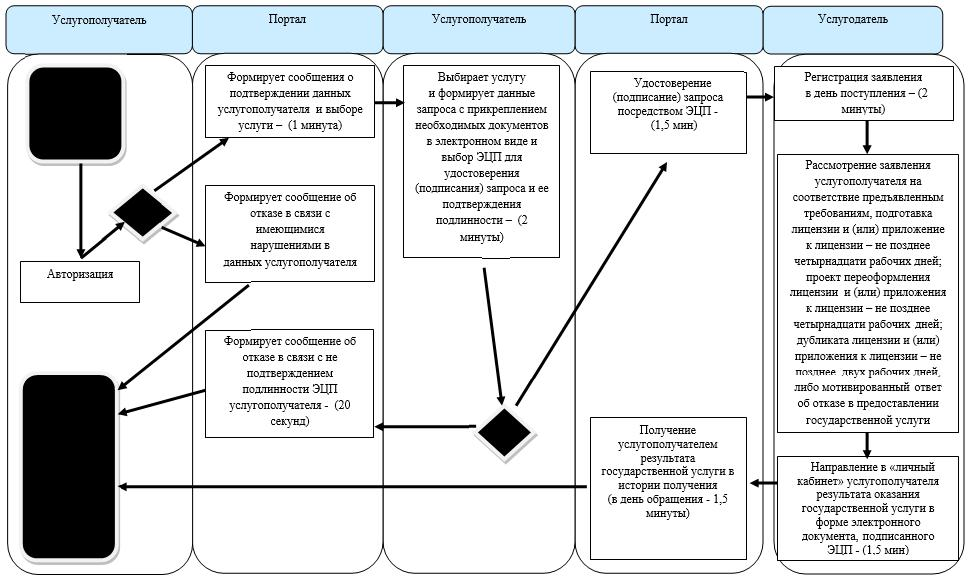 Услугополучатель
Портал
Услугополучатель
Портал
Услугодатель
Авторизация
Формирует сообщения о
подтверждении данных
услугополучателя и выборе
услуги – (1 минута)
Формирует сообщение об
отказе в связи с
имеющимися
нарушениями в
данных услугополучателя
Формирует сообщение об
отказе в связи с не
подтверждением
подлинности ЭЦП
услугополучателя - (20
секунд)
Выбирает услугу
и формирует данные
запроса с прикреплением
необходимых документов
в электронном виде и
выбор ЭЦП для
удостоверения
(подписания) запроса и ее
подтверждения
подлинности – (2
минуты)
Удостоверение
(подписание) запроса
посредством ЭЦП -
(1,5 мин)
Получение
услугополучателем
результата
государственной услуги в
истории получения
(в день обращения - 1,5
минуты)
Регистрация заявления
в день поступления – (2
минуты)
Рассмотрение заявления
услугополучателя на
соответствие предъявленным
требованиям, подготовка
лицензии и (или) приложение
к лицензии – не позднее
четырнадцати рабочих дней;
проект переоформления
лицензии и (или) приложения
к лицензии – не позднее
четырнадцати рабочих дней;
дубликата лицензии и (или)
приложения к лицензии – не
позднее двух рабочих дней,
либо мотивированный ответ
об отказе в предоставлении
государственной услуги
Направление в «личный
кабинет» услугополучателя
результата оказания
государственной услуги в
форме электронного
документа, подписанного
ЭЦП - (1,5 мин)